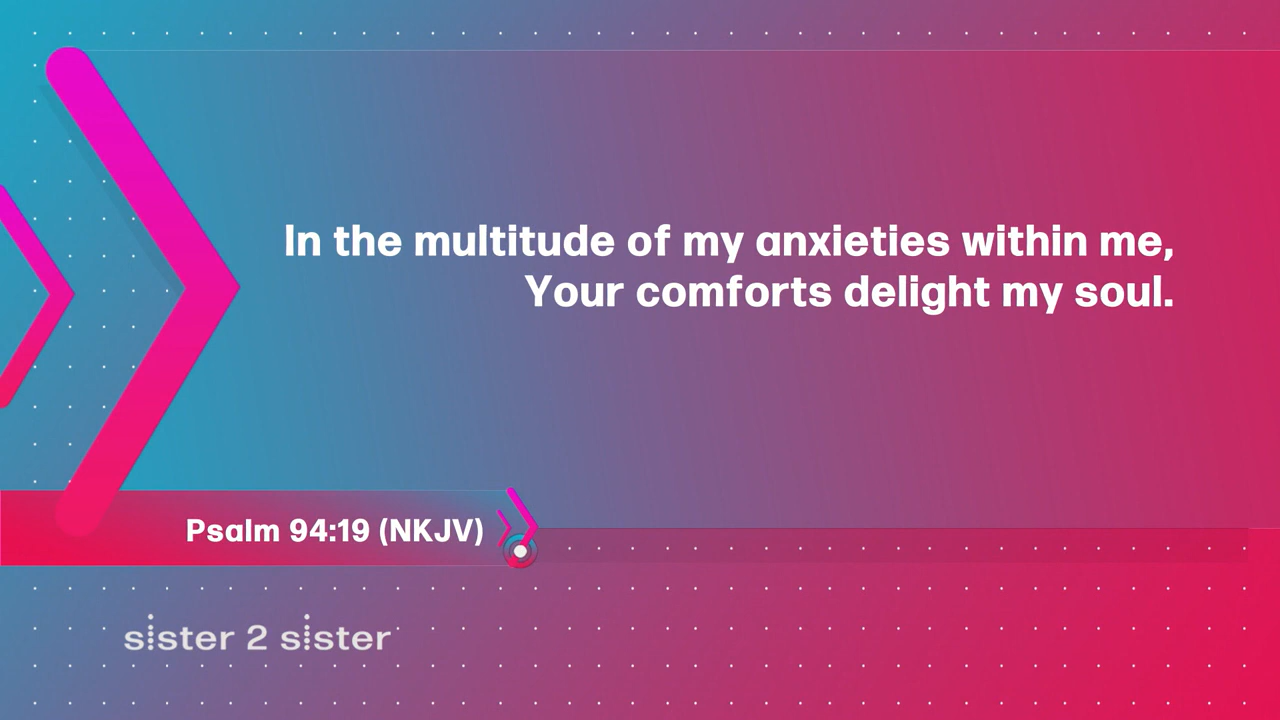 In the multitude of my anxieties within me,
Your comforts delight my soul.
Psalm 94:19 (NKJV)
sister 2 sister